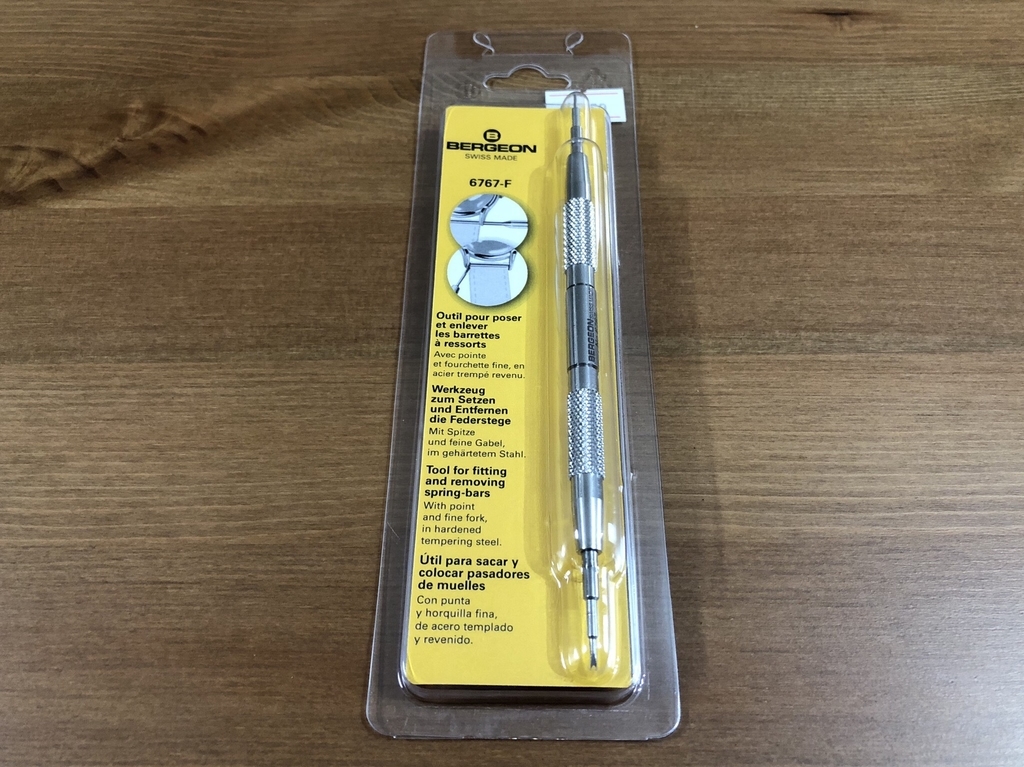 B
BERGEON
SWISS MADE
6767-F
Outil pour poser
et enlever
les barrettes
à ressorts
Avec pointe
et fourchette fine, en
acier trempé revenu.
Werkzeug
zum Setzen
und Entfernen
die Federstege
Mit Spitze
und feine Gabel,
im gehärtetem Stahl.
Tool for fitting
and removing
spring-bars
With point
and fine fork,
in hardened
tempering steel.
Útil para sacar y
colocar pasadores
de muelles
Con punta
y horquilla fina,
de acero templado
y revenido.
BERGEON